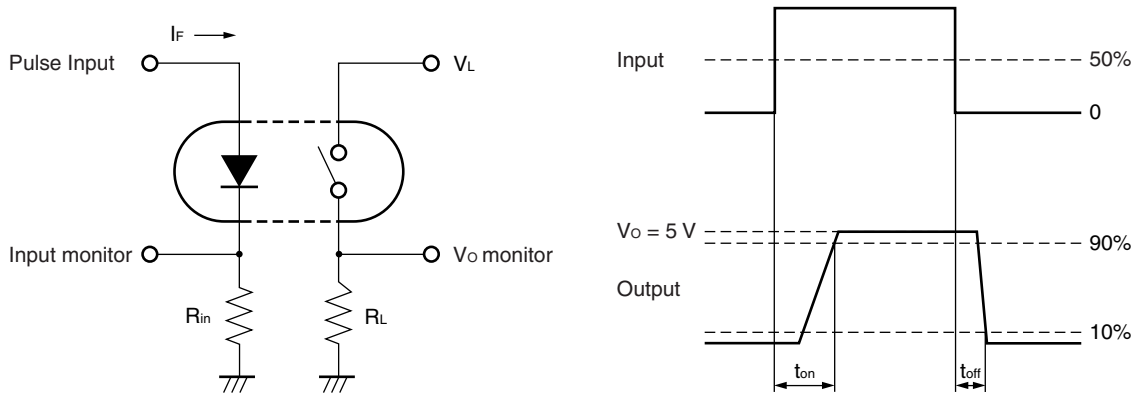 IF
Pulse Input
VL
Input monitor
VO monitor
Rin
RL
Input
50%
0
VO = 5 V
90%
Output
10%
ton
toff